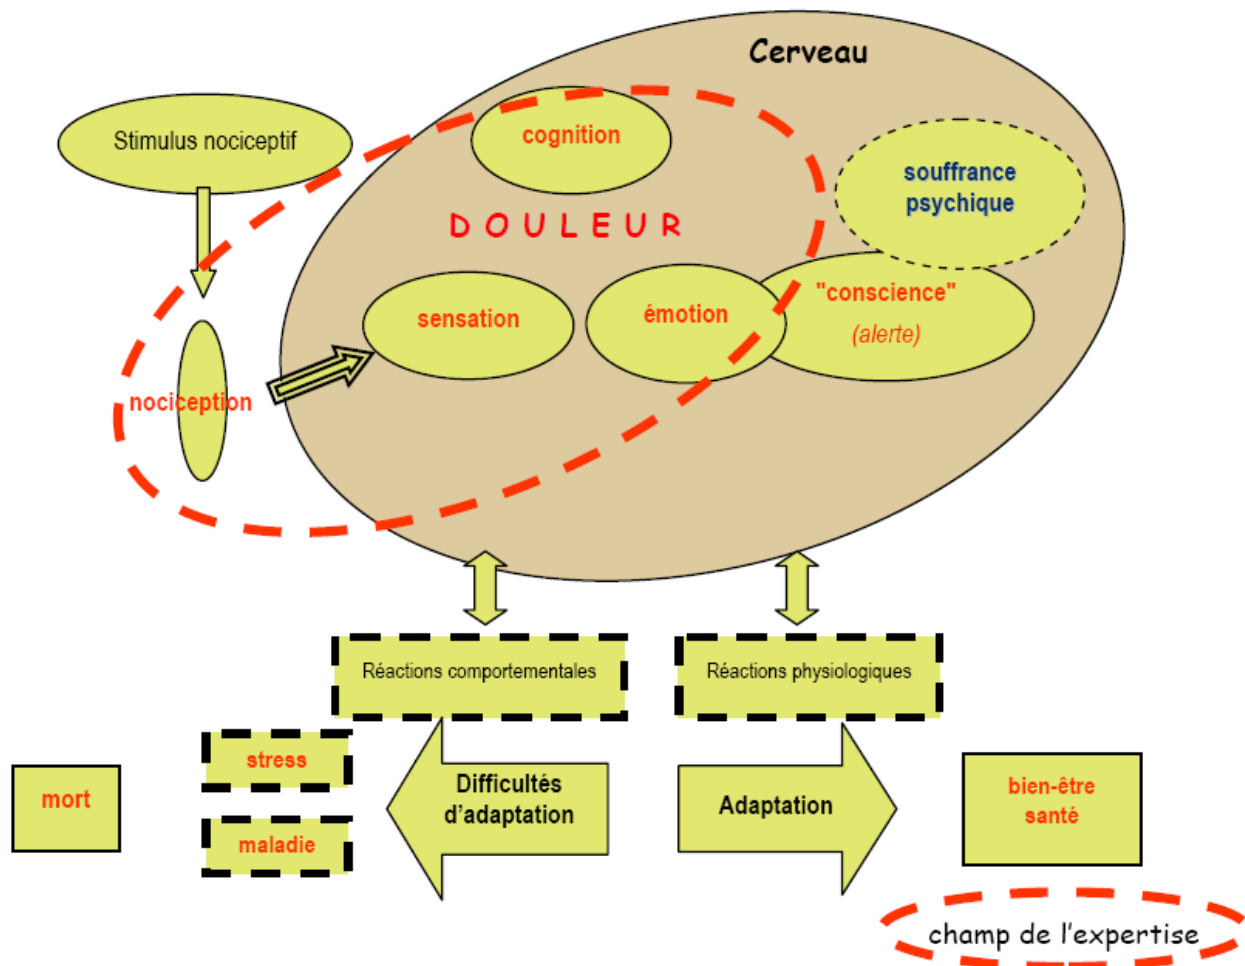 Cerveau
Stimulus nociceptif
cognition
souffrance
psychique
D O U L E U R
sensation
émotion
"conscience"
(alerte)
nociception
Réactions comportementales
Réactions physiologiques
stress
mort
maladie
Difficultés
d'adaptation
Adaptation
bien-être
santé
champ de l'expertise